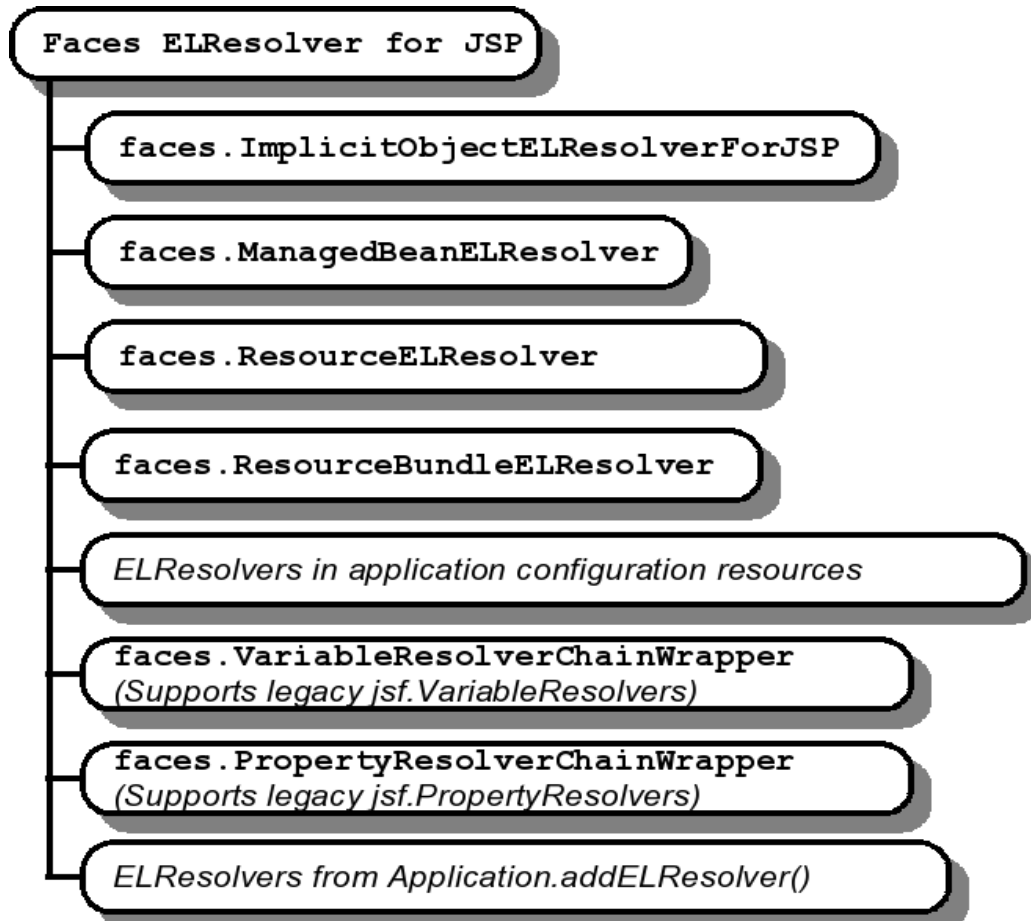 Faces ELResolver for JSP
faces.ImplicitObjectELResolverForJSP
faces.ManagedBeanELResolver
faces.ResourceELResolver
faces.ResourceBundleELResolver
ELResolvers in application configuration resources
faces.VariableResolverChainWrapper
(Supports legacy jsf.VariableResolvers)
faces.PropertyResolverChainWrapper
(Supports legacy jsf.PropertyResolvers)
ELResolvers from Application.addELResolver()